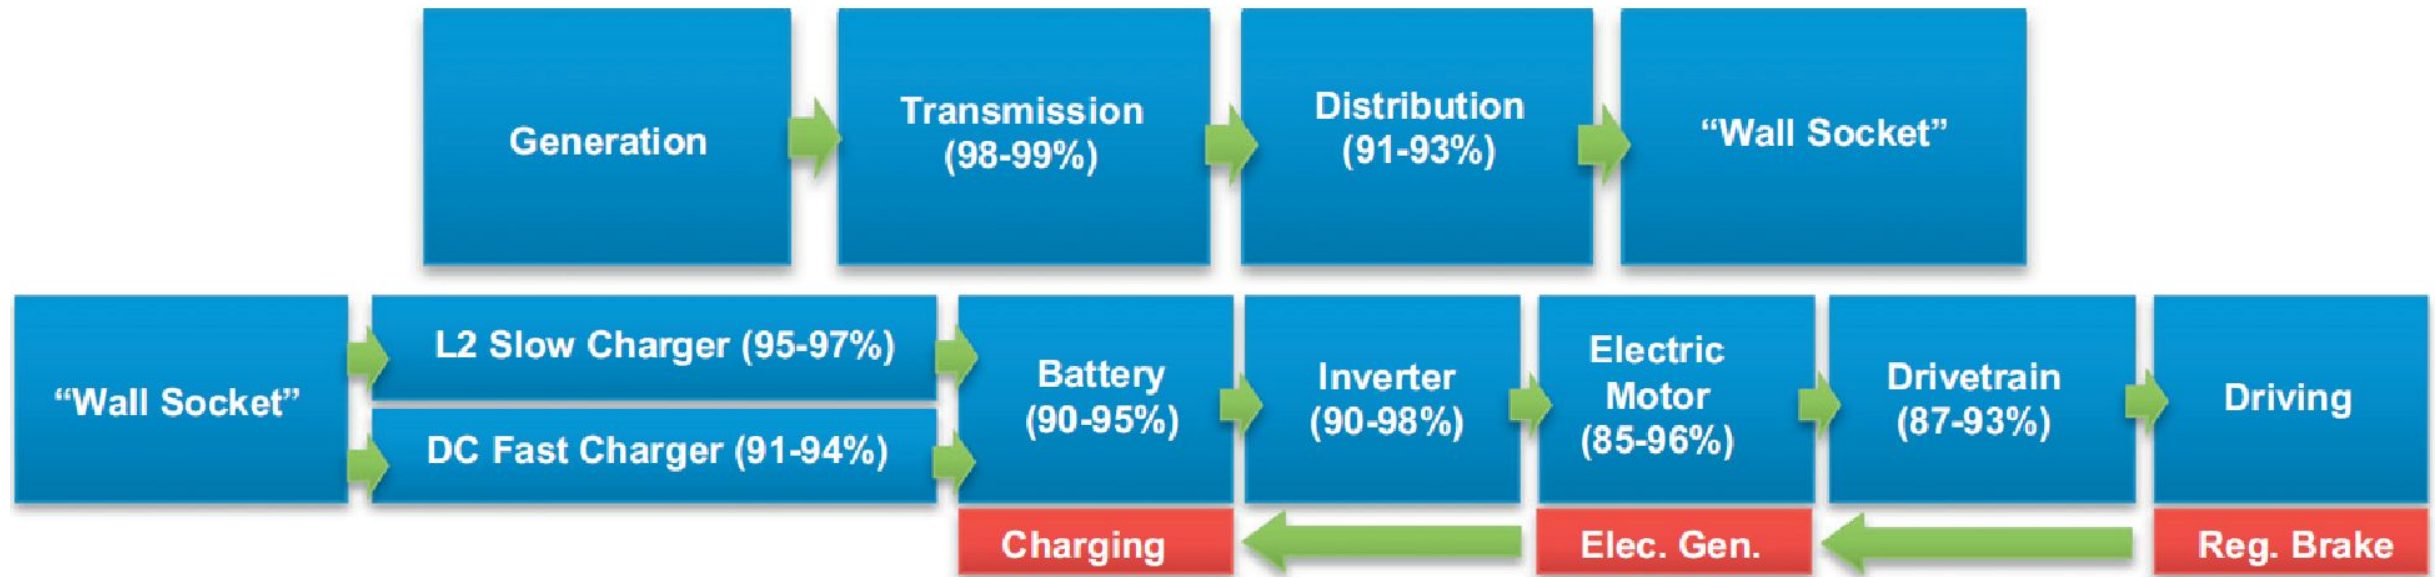 Generation
Transmission
(98-99%)
Distribution
(91-93%)
“Wall Socket”
“Wall Socket”
L2 Slow Charger (95-97%)
DC Fast Charger (91-94%)
Battery
(90-95%)
Inverter
(90-98%)
Electric
Motor
(85-96%)
Drivetrain
(87-93%)
Driving
Charging
Elec. Gen.
Reg. Brake